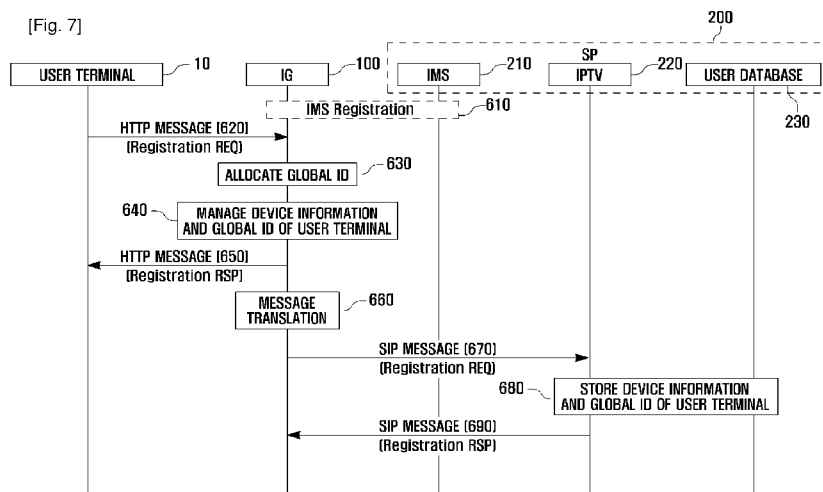 [Fig. 7]
200
SP
USER TERMINAL
10
IG
100
IMS
210
IPTV
220
USER DATABASE
230
IMS Registration
610
HTTP MESSAGE (620)
(Registration REQ)
ALLOCATE GLOBAL ID
630
640
MANAGE DEVICE INFORMATION
AND GLOBAL ID OF USER TERMINAL
HTTP MESSAGE (650)
(Registration RSP)
MESSAGE
TRANSLATION
660
SIP MESSAGE (670)
(Registration REQ)
680
STORE DEVICE INFORMATION
AND GLOBAL ID OF USER TERMINAL
SIP MESSAGE (690)
(Registration RSP)